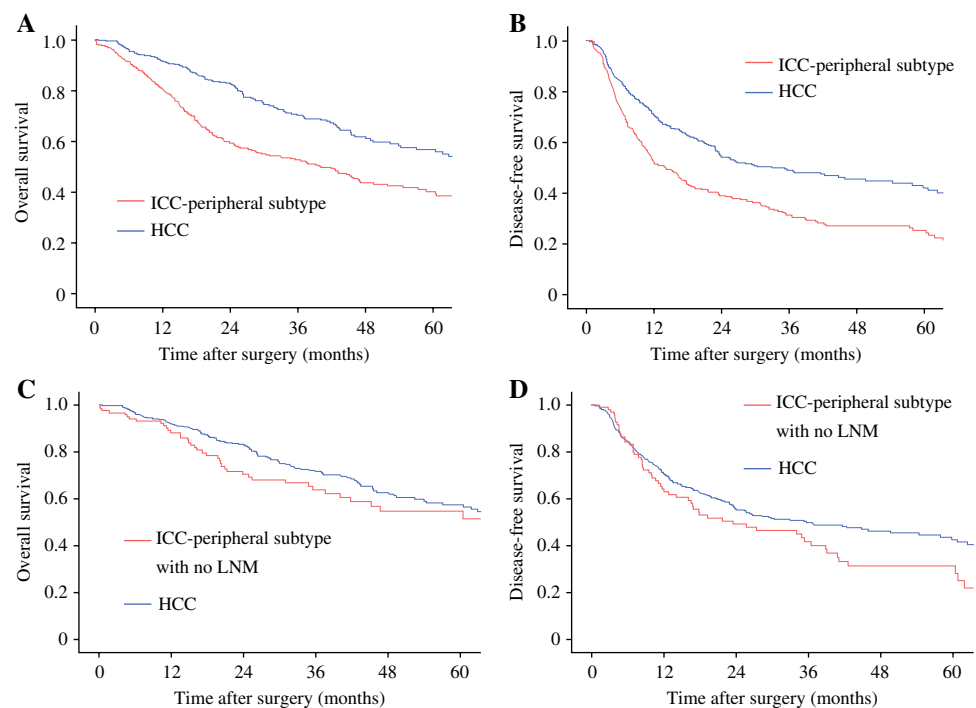 A
1.0
0.8
0.6
0.4
0.2
0
Overall survival
ICC-peripheral subtype
HCC
0 12 24 36 48 60
Time after surgery (months)
B
1.0
0.8
0.6
0.4
0.2
0
Disease-free survival
ICC-peripheral subtype
HCC
0 12 24 36 48 60
Time after surgery (months)
C
1.0
0.8
0.6
0.4
0.2
0
Overall survival
ICC-peripheral subtype
with no LNM
HCC
0 12 24 36 48 60
Time after surgery (months)
D
1.0
0.8
0.6
0.4
0.2
0
Disease-free survival
ICC-peripheral subtype
with no LNM
HCC
0 12 24 36 48 60
Time after surgery (months)